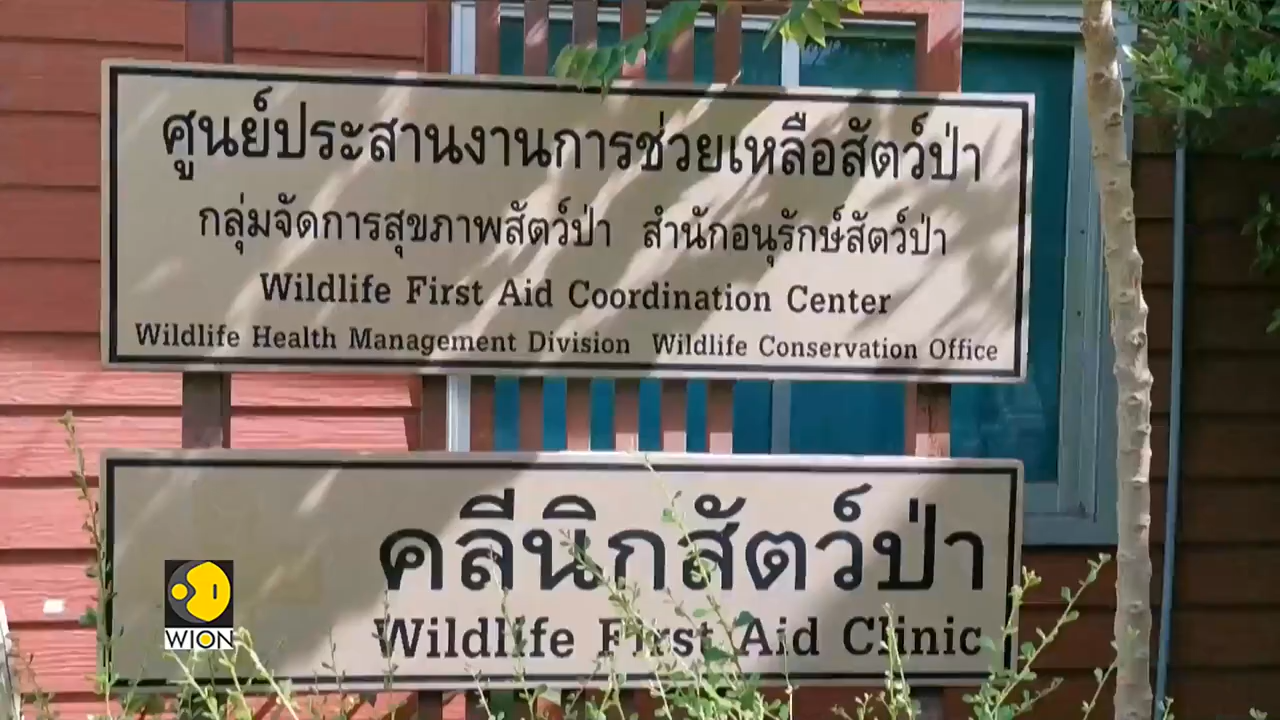 ศูนย์ประสานงานการช่วยเหลือสัตว์ป่า
กลุ่มจัดการสุขภาพสัตว์ป่า สำนักอนุรักษ์สัตว์ป่า
Wildlife First Aid Coordination Center
Wildlife Health Management Division Wildlife Conservation Office
คลีนิกสัตว์ป่า
Wildlife First Aid Clinic
WION